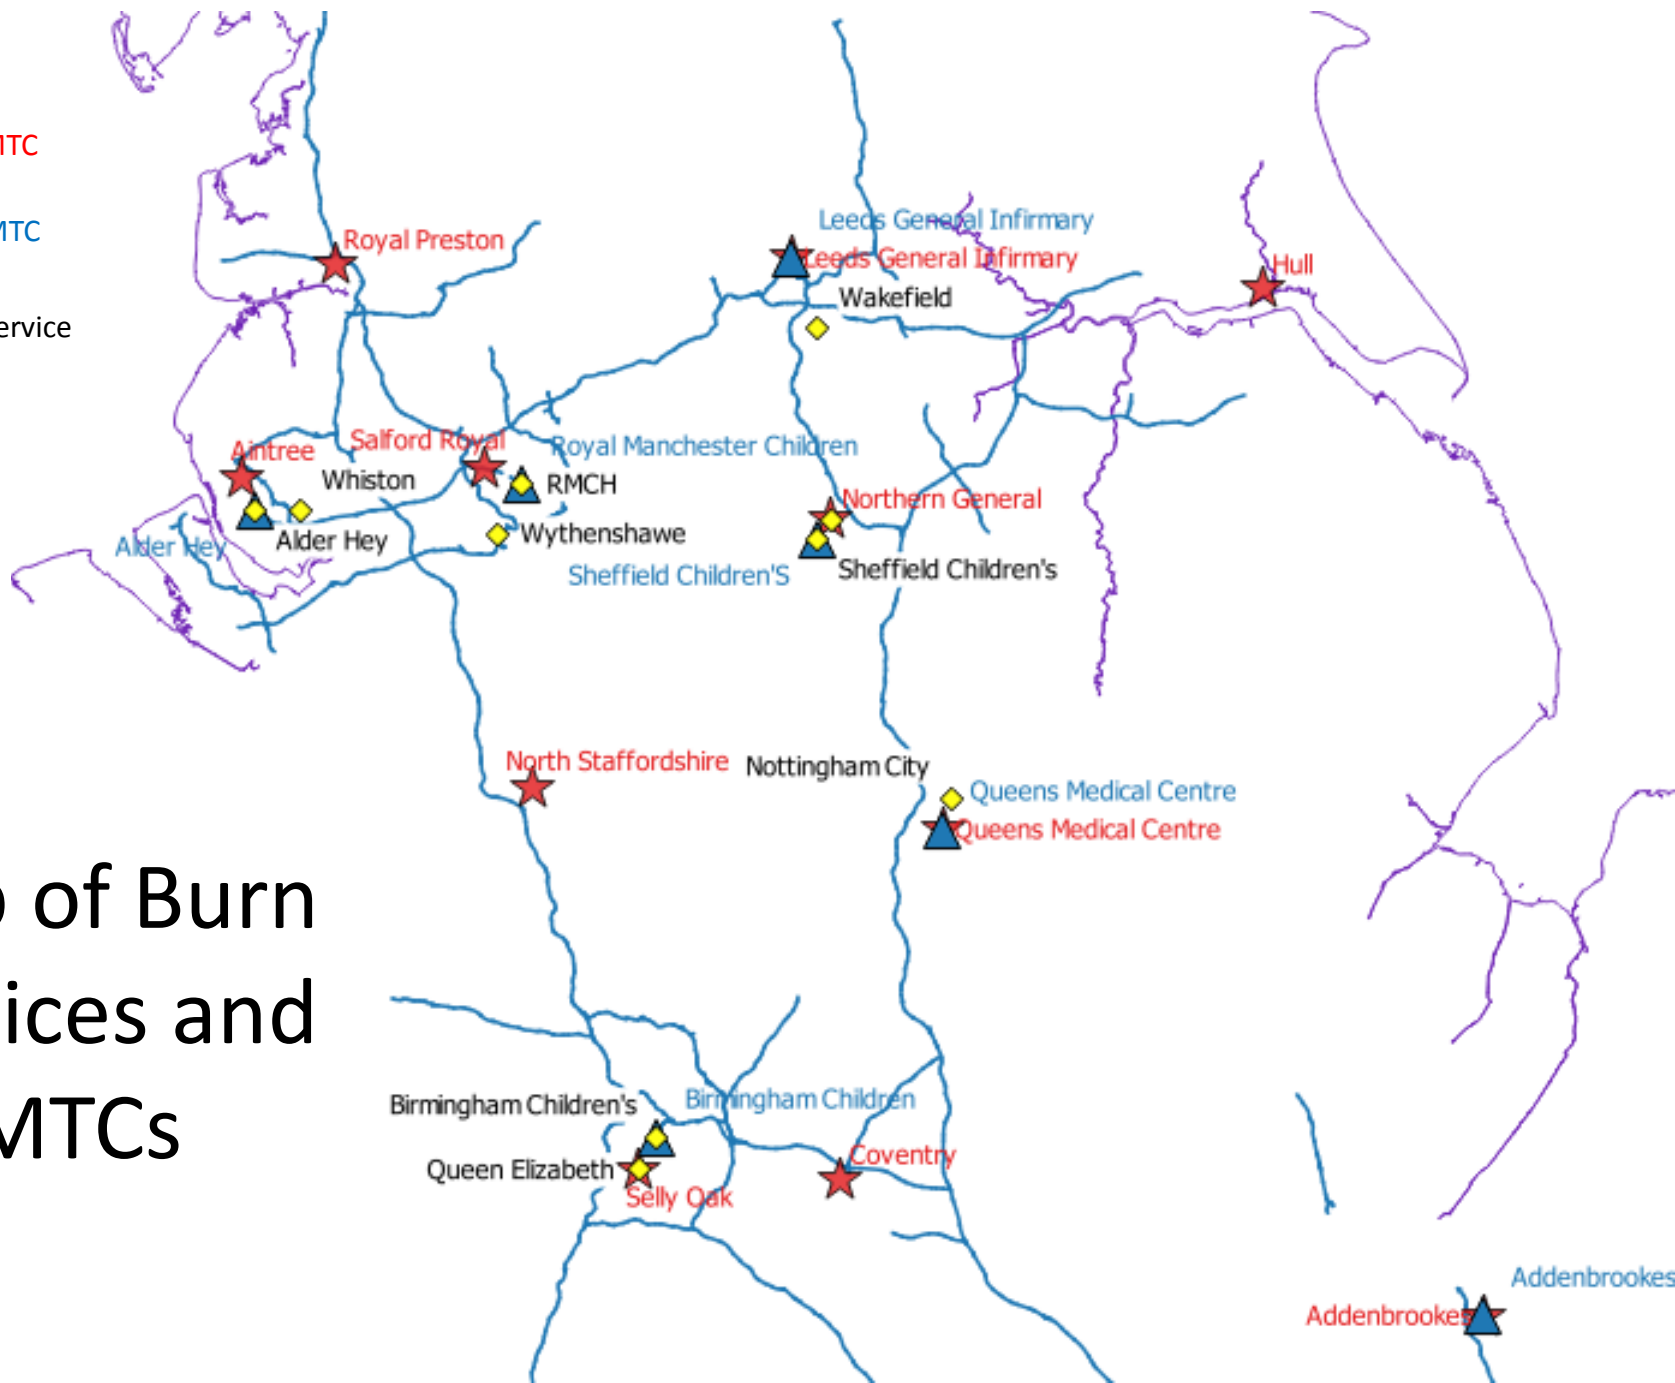 MTC
MTC
ervice
Leeds General Infirmary
Royal Preston
Leeds General Infirmary
Hull
Wakefield
Aintree
Salford Royal
Royal Manchester Children
Whiston
RMCH
Northern General
Alder Hey
Alder Hey
Wythenshawe
Sheffield Children'S
Sheffield Children's
North Staffordshire
Nottingham City
Queens Medical Centre
Queens Medical Centre
of Burn
ices and
MTCs
Birmingham Children's
Birmingham Children
Queen Elizabeth
Coventry
Selly Oak
Addenbrookes
Addenbrookes